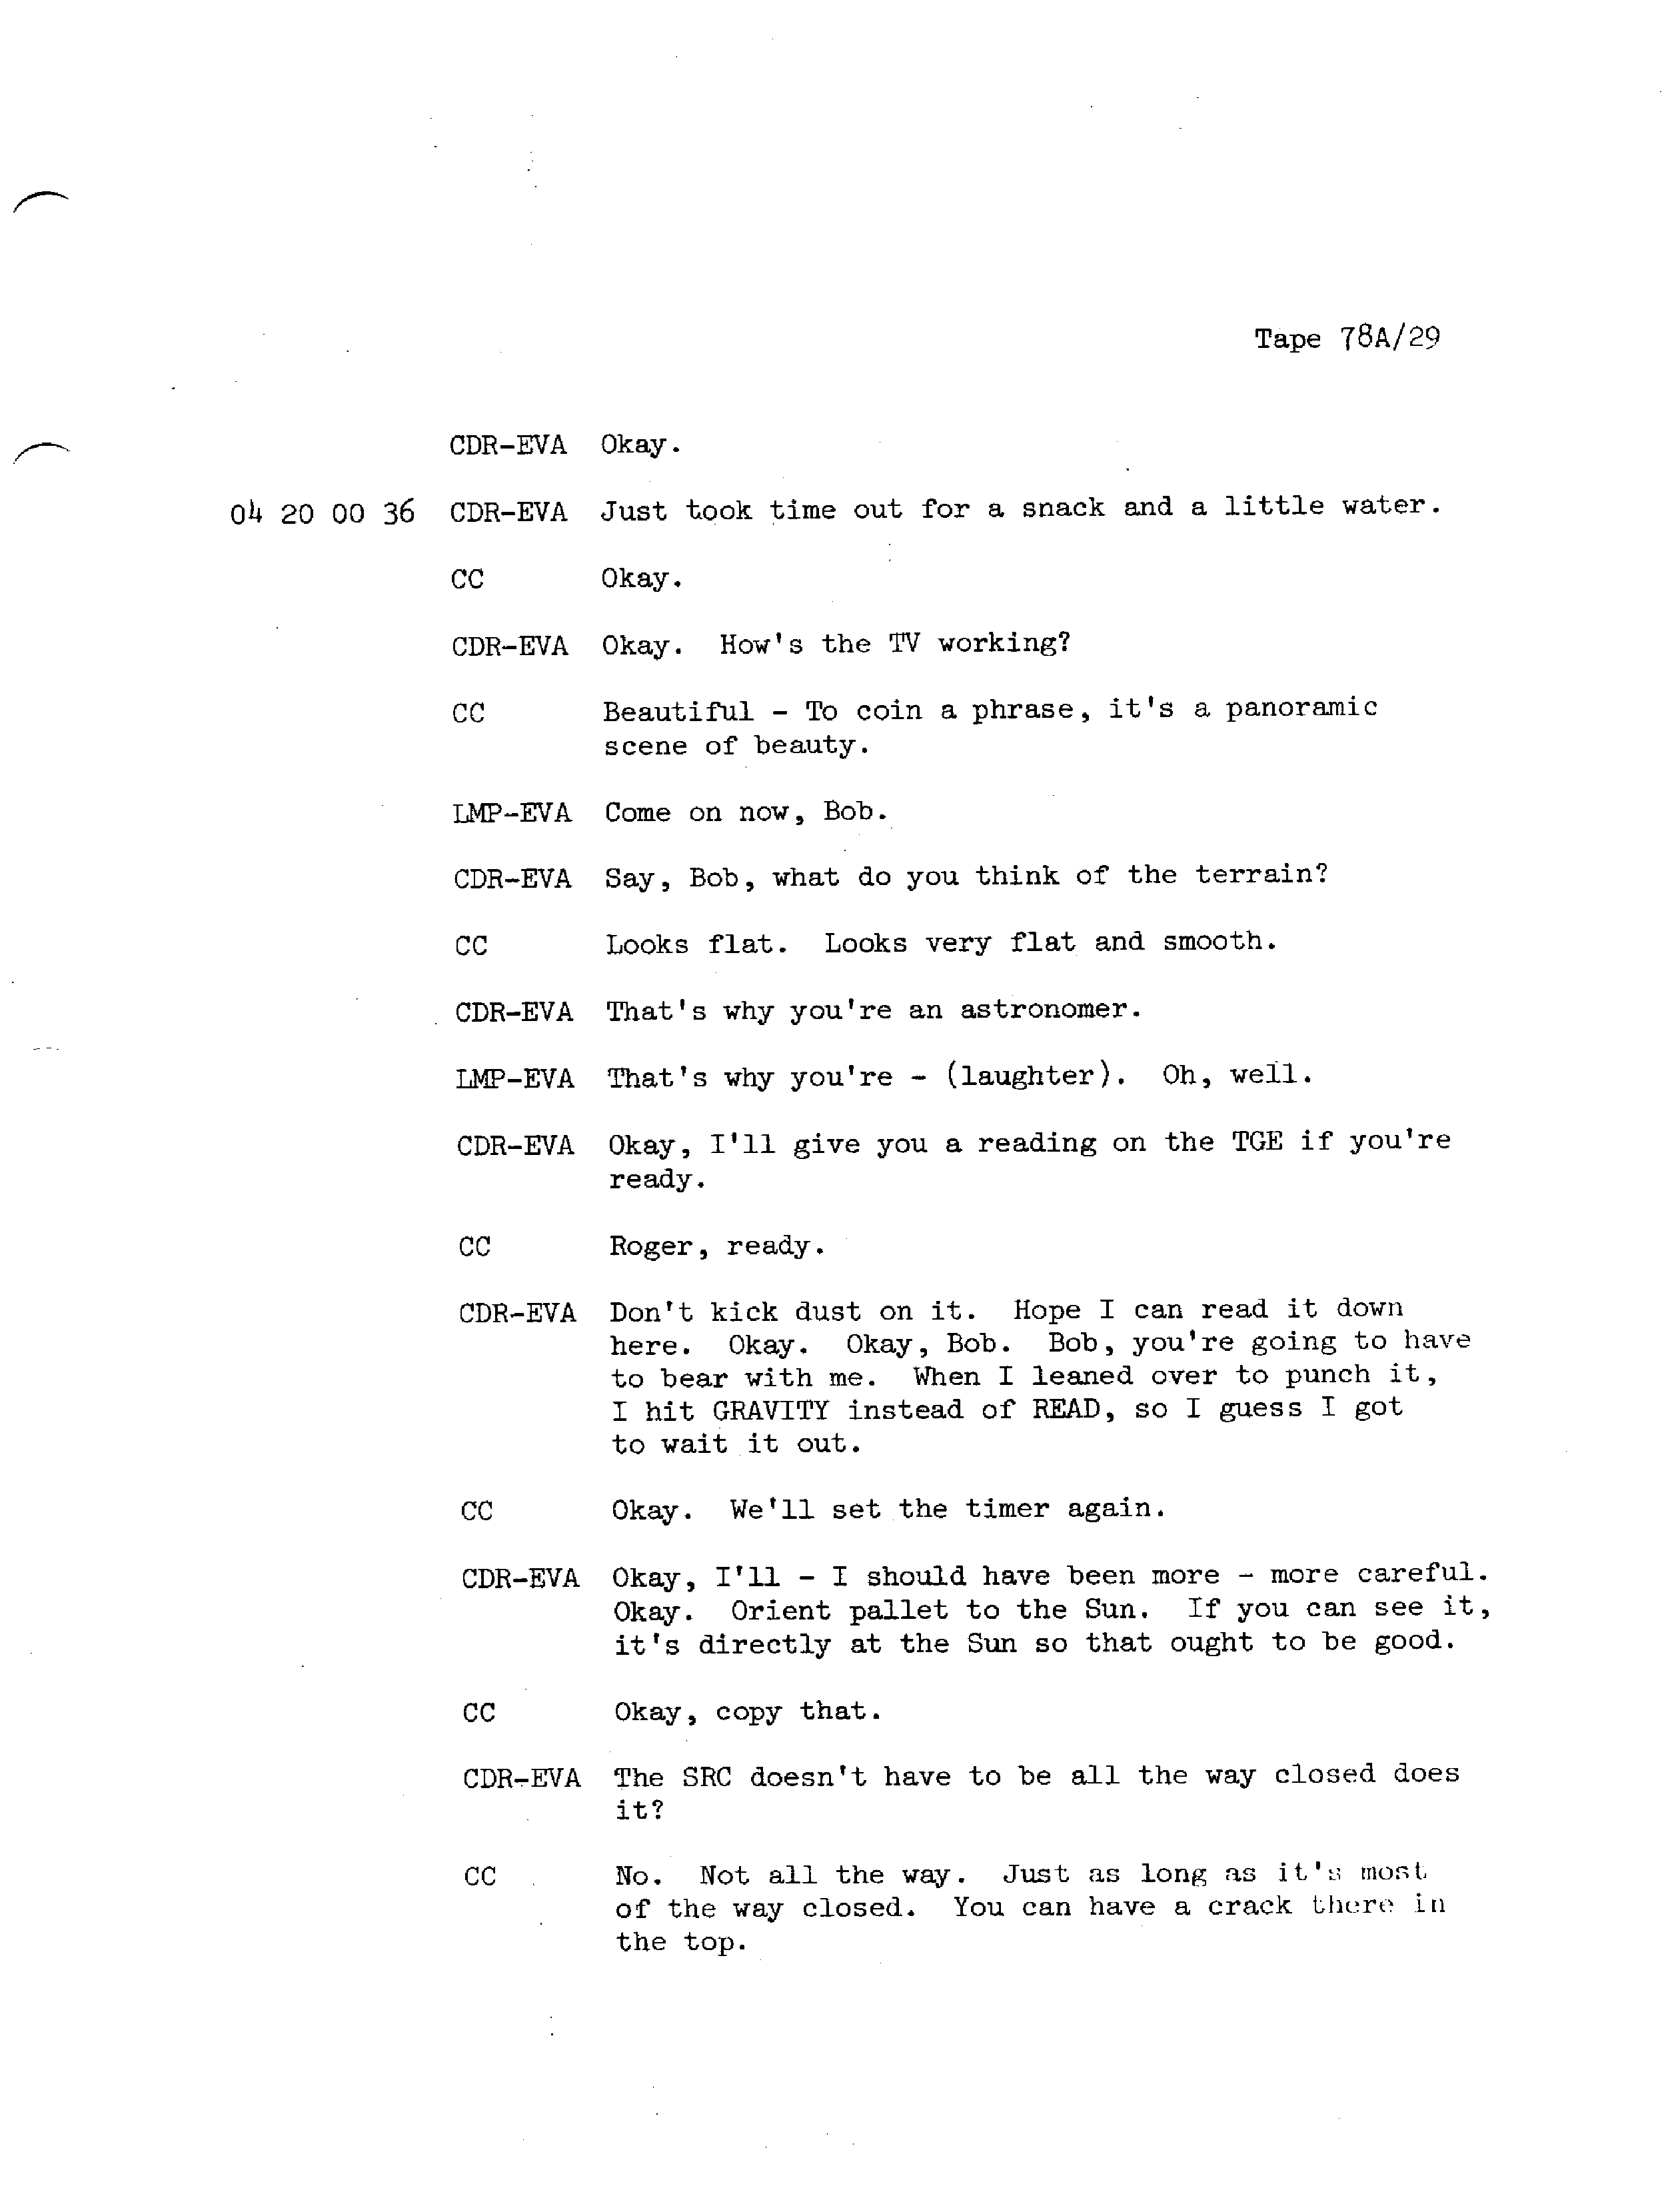 Tape 78A/29
CDR-EVA Okay.
04 20 00 36 CDR-EVA Just took time out for a snack and a little water.
CC Okay.
CDR-EVA Okay. How's the TV working?
CC Beautiful - To coin a phrase, it's a panoramic
scene of beauty.
LMP-EVA Come on now, Bob.
CDR-EVA Say, Bob, what do you think of the terrain?
CC Looks flat. Looks very flat and smooth.
CDR-EVA That's why you're an astronomer.
LMP-EVA That's why you're - (laughter). Oh, well.
CDR-EVA Okay, I'll give you a reading on the TGE if you're
ready.
CC Roger, ready.
CDR-EVA Don't kick dust on it. Hope I can read it down
here. Okay. Okay, Bob. Bob, you're going to have
to bear with me. When I leaned over to punch it,
I hit GRAVITY instead of READ, so I guess I got
to wait it out.
CC Okay. We'll set the timer again.
CDR-EVA Okay, I'll - I should have been more - more careful.
Okay. Orient pallet to the Sun. If you can see it,
it's directly at the Sun so that ought to be good.
CC Okay, copy that.
CDR-EVA The SRC doesn't have to be all the way closed does
it?
CC No. Not all the way. Just as long as it's most
of the way closed. You can have a crack there in
the top.